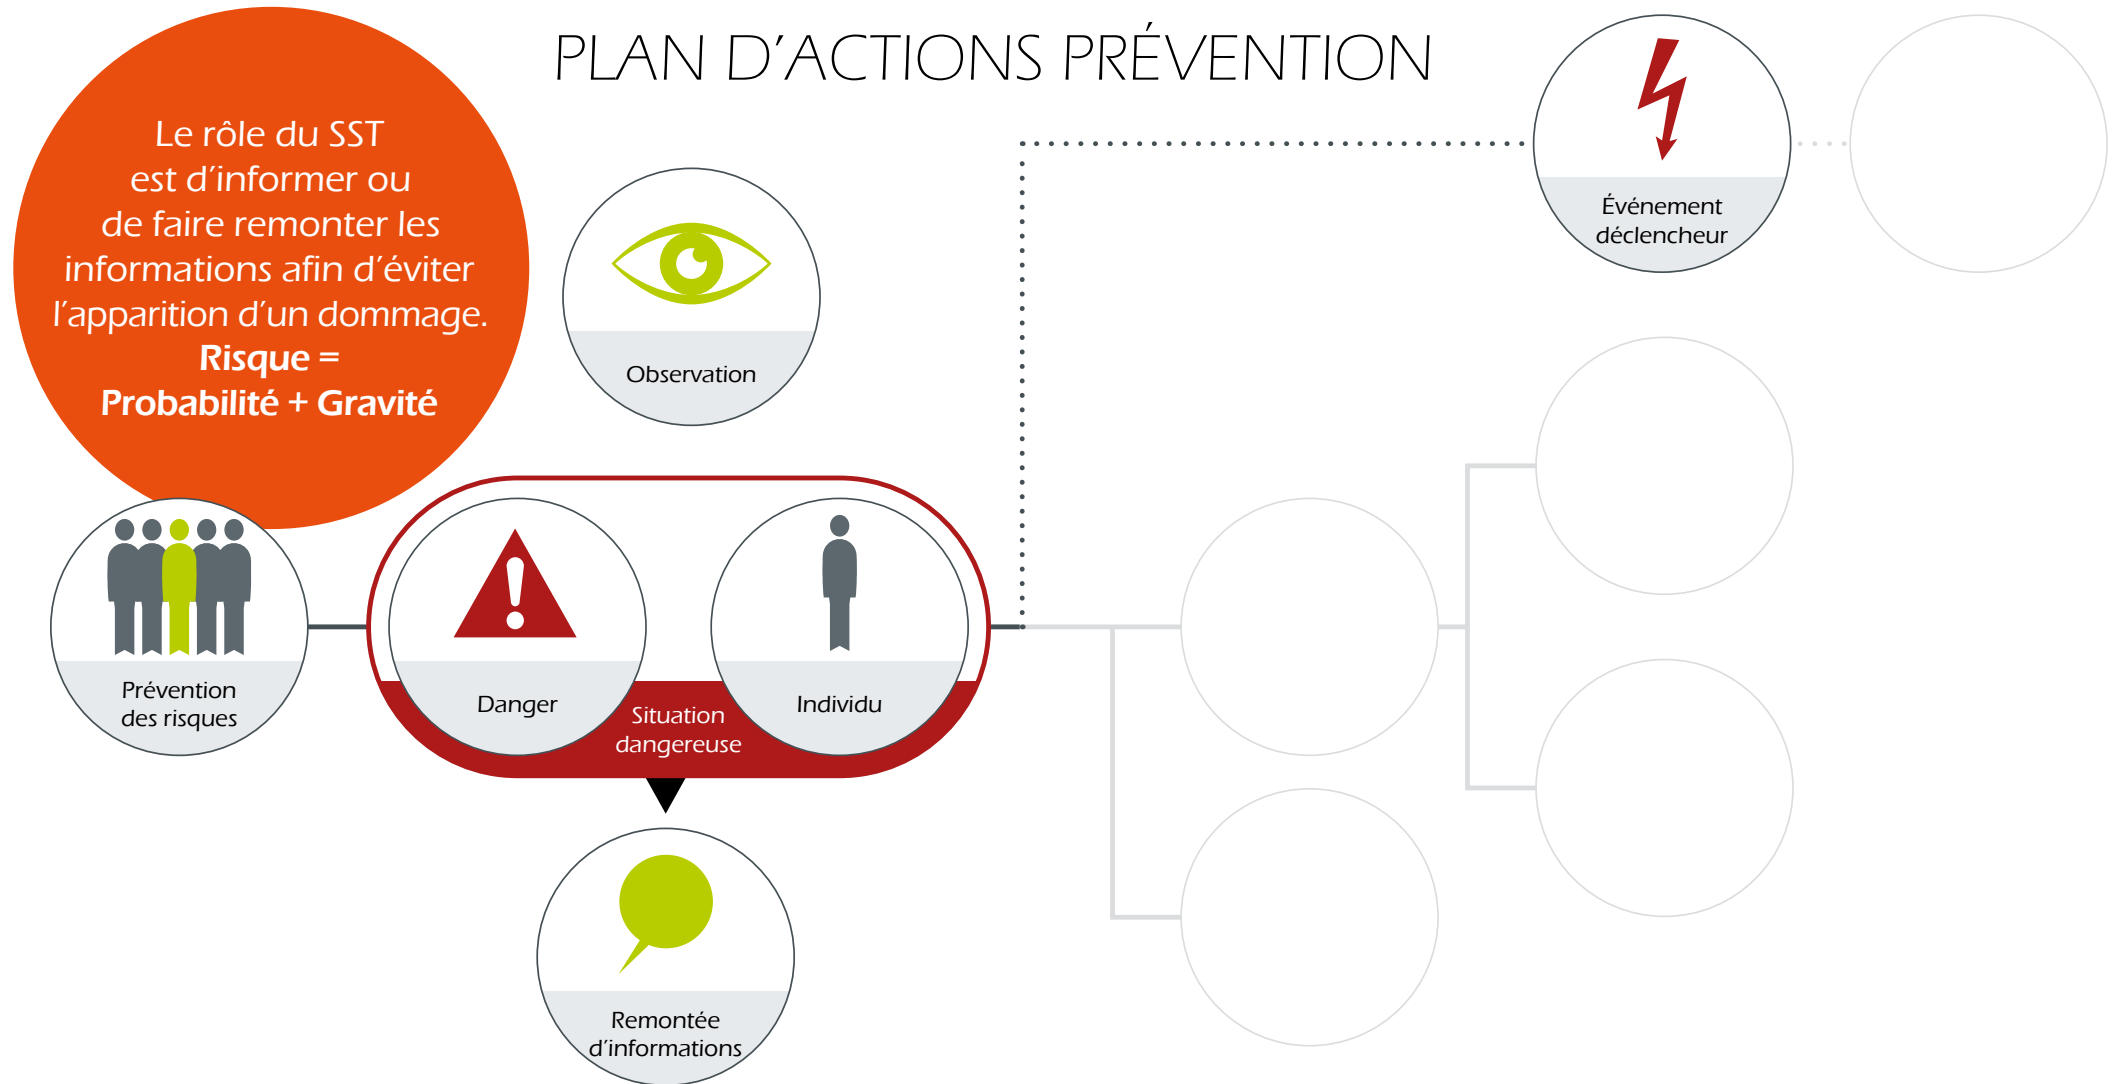 PLAN D’ACTIONS PRÉVENTION
Le rôle du SST
est d’informer ou
de faire remonter les
informations afin d’éviter
l’apparition d’un dommage.
Risque =
Probabilité + Gravité
Observation
Événement
déclencheur
Prévention
des risques
Danger
Situation
dangereuse
Individu
Remontée
d’informations